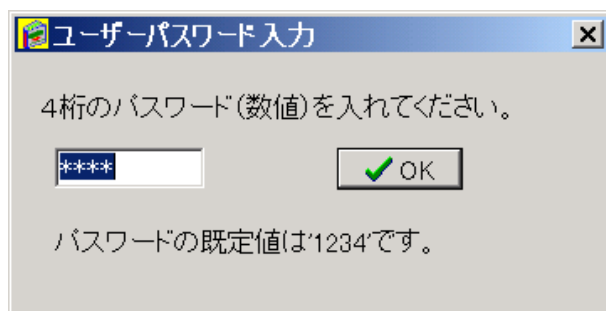 ユーザーパスワード入力
4桁のパスワード(数値)を入れてください。
****
OK
パスワードの既定値は'1234'です。